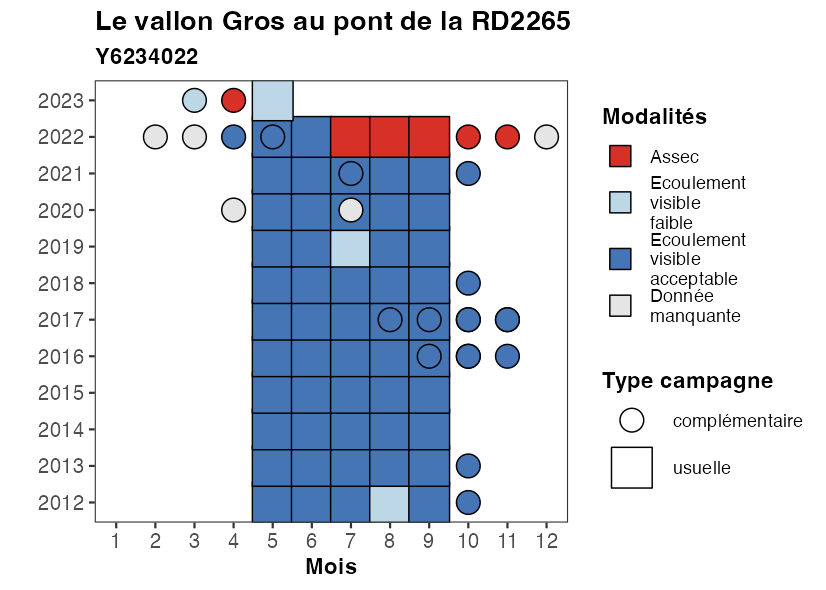 Le vallon Gros au pont de la RD2265
Y6234022
2023
2022
2021
2020
2019
2018
2017
2016
2015
2014
2013
2012
1 2 3 4 5 6 7 8 9 10 11 12
Mois
Modalités
Assec
Ecoulement
visible
faible
Ecoulement
visible
acceptable
Donnée
manquante
Type campagne
complémentaire
usuelle